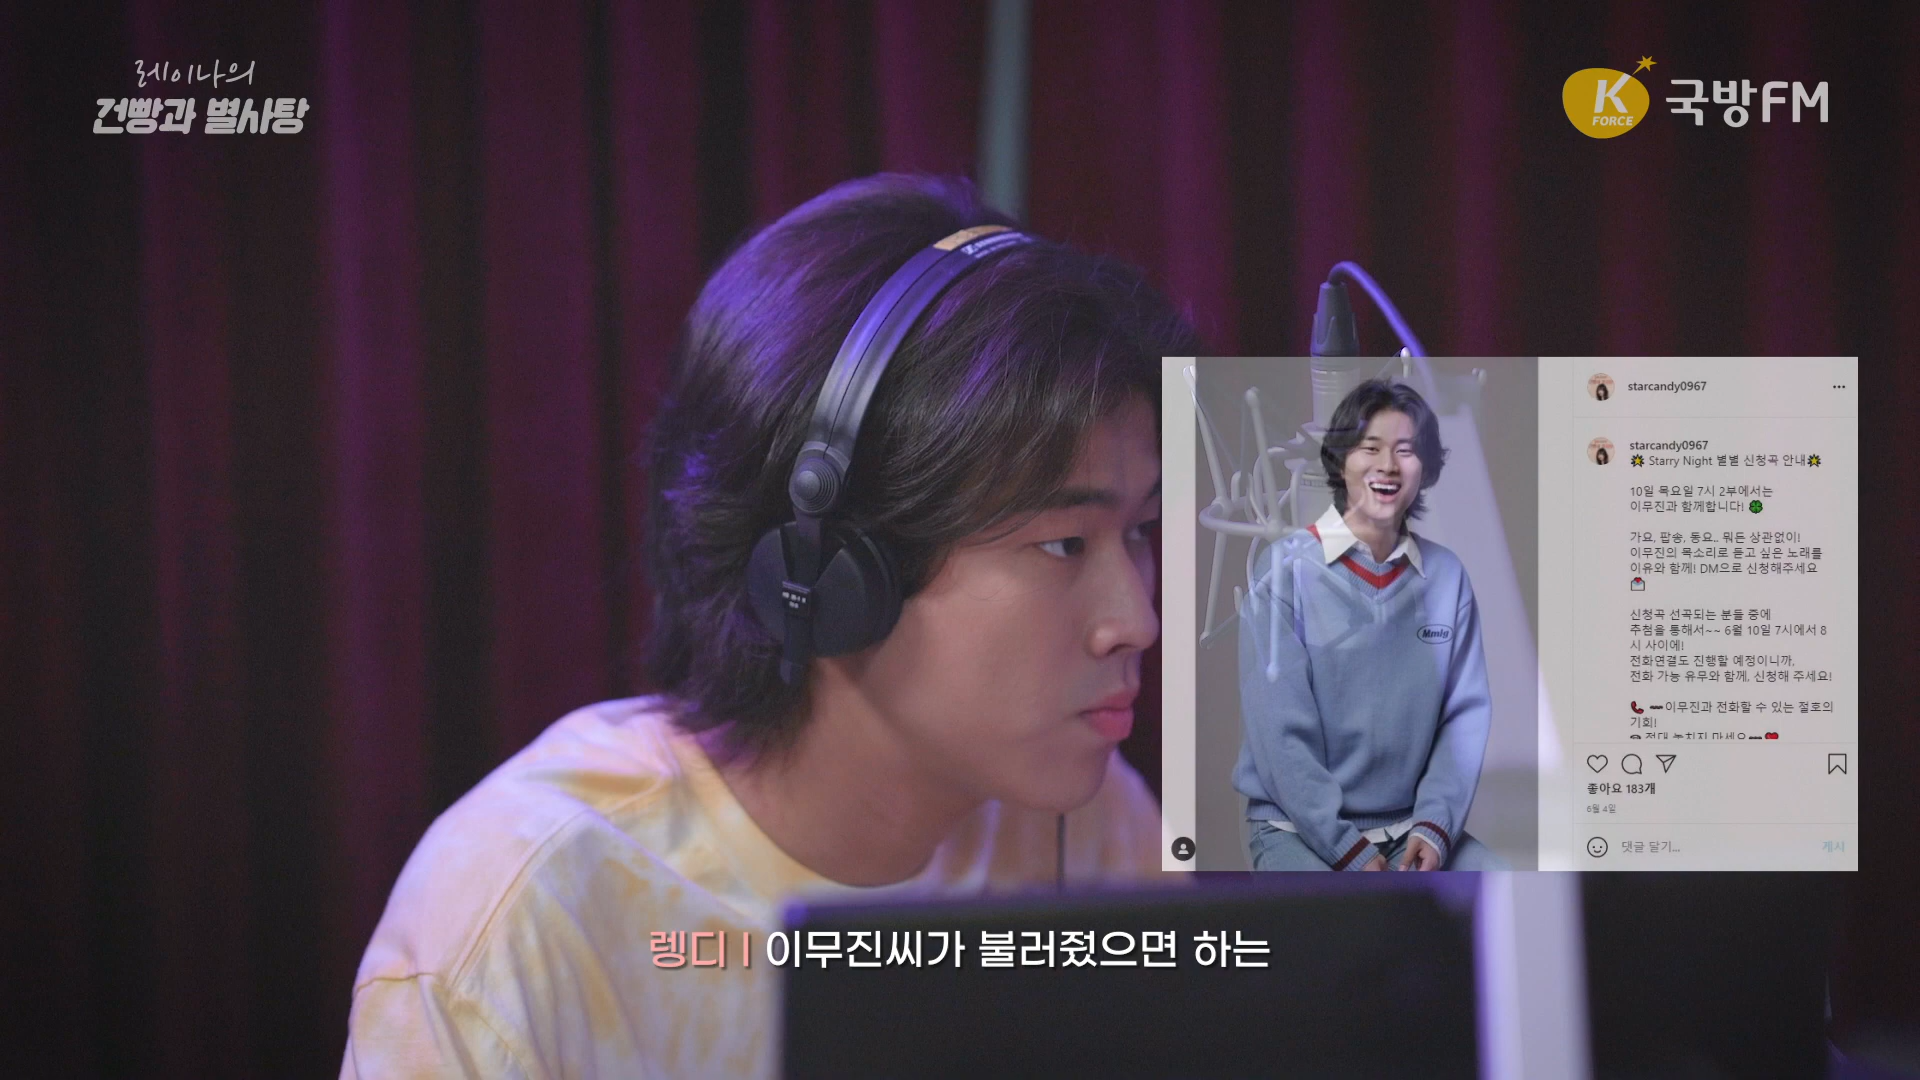 레이나의
건빵과 별사탕
K
FORCE
국방FM
starcandy0967
starcandy0967
Starry Night 별별 신청곡 안내
10일 목요일 7시 2부에서는
이무진과 함께합니다!
가요, 팝송, 동요.. 뭐든 상관없이!
이무진의 목소리로 듣고 싶은 노래를
이유와 함께! DM으로 신청해주세요
신청곡 선곡되는 분들 중에
주첨을 통해서~~ 6월 10일 7시에서 8
시 사이에!
전화연결도 진행할 예정이니까,
전화 가능 유무와 함께, 신청해 주세요!
이무진과 전화할 수 있는 절호의
기회!
절대 놓치지 마세요
Mmlg
좋아요 183개
6월 4일
댓글 달기...
게시
렝디 | 이무진씨가 불러줬으면 하는